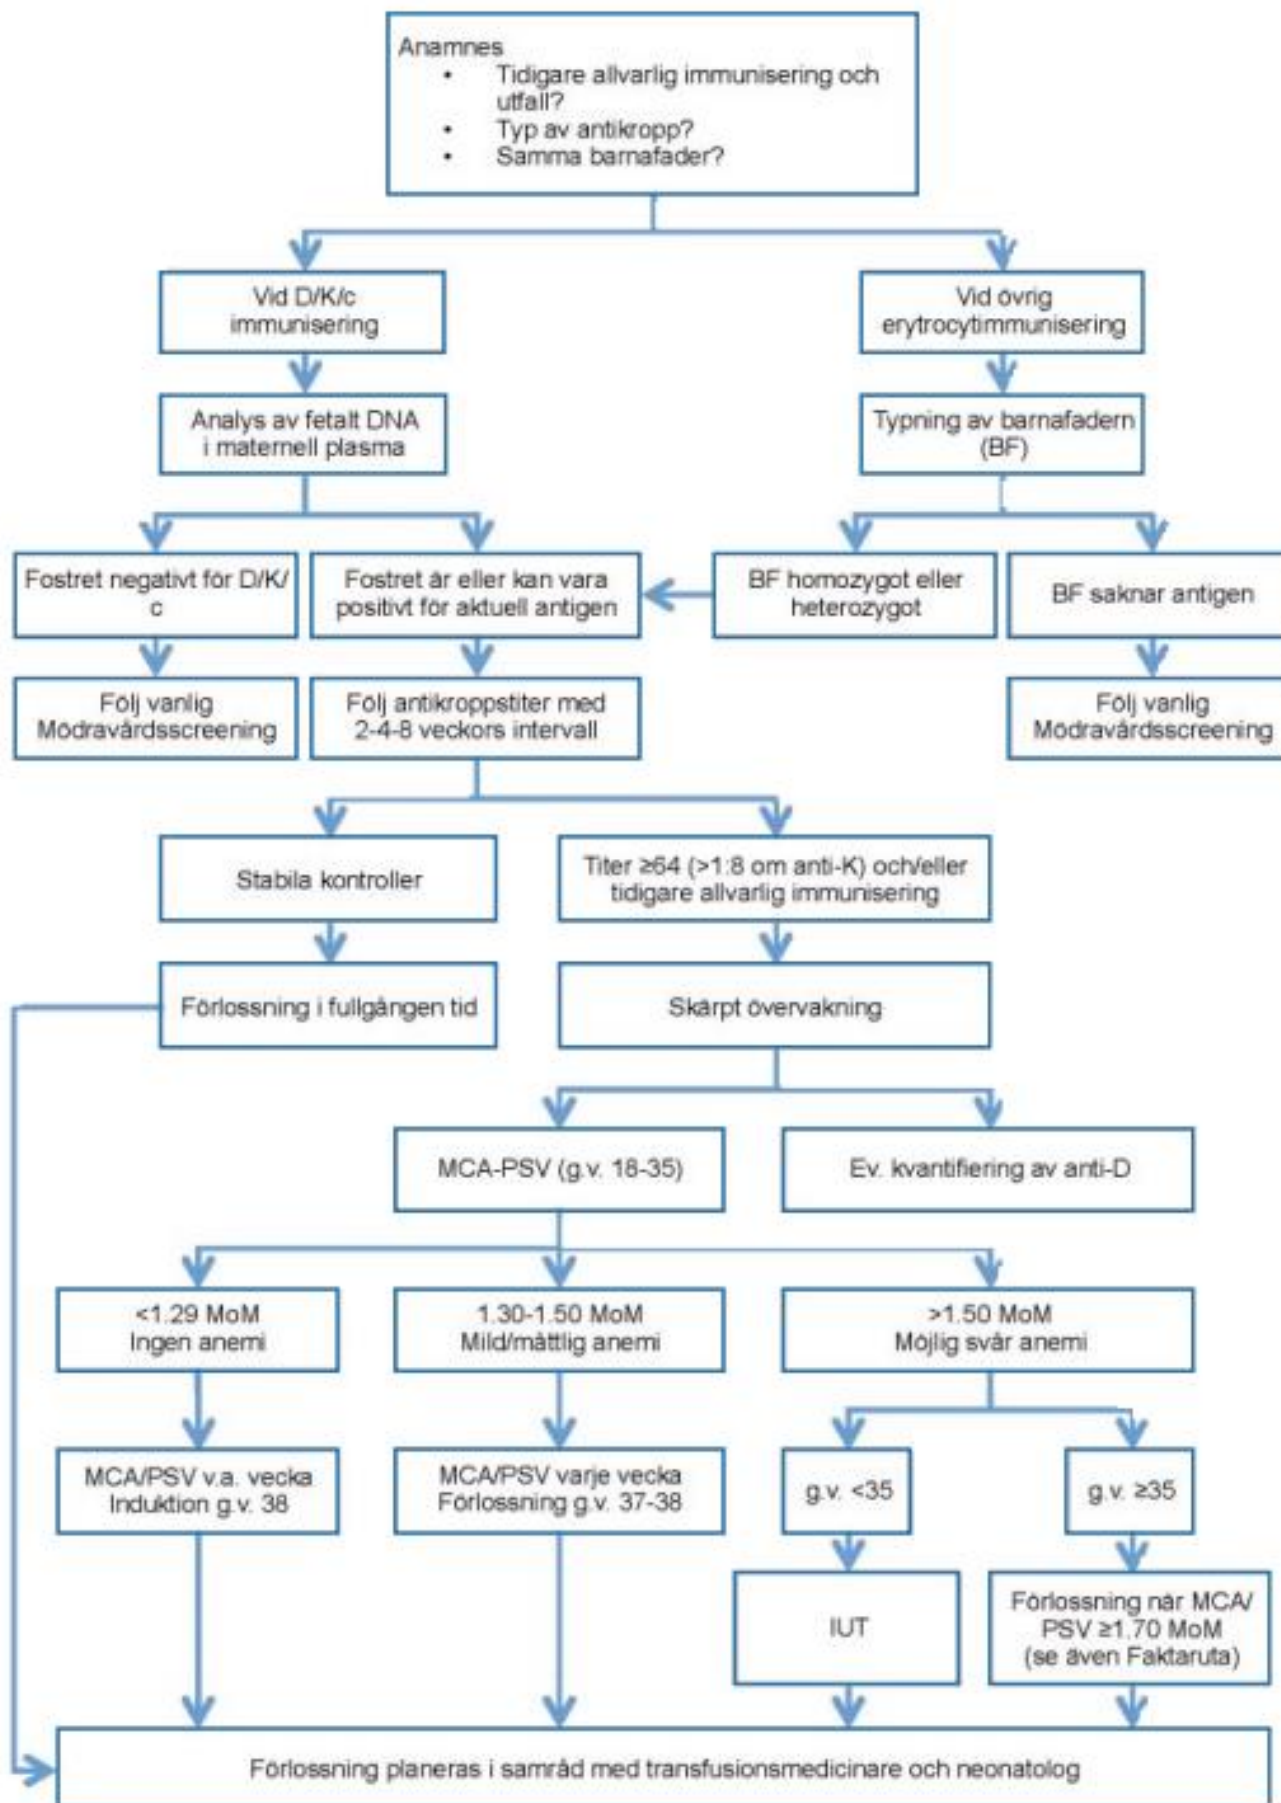 Anamnes
• Tidigare allvarlig immunisering och
utfall?
• Typ av antikropp?
• Samma barnafader?
Vid D/K/c
immunisering
Vid övrig
erytrocytimmunisering
Analys av fetalt DNA
i maternell plasma
Typning av barnafadern
(BF)
Fostret negativt för D/K/
c
Fostret är eller kan vara
positivt för aktuell antigen
BF homozygot eller
heterozygot
BF saknar antigen
Följ vanlig
Mödravårdsscreening
Följ antikroppstiter med
2-4-8 veckors intervall
Följ vanlig
Mödravårdsscreening
Stabila kontroller
Titer ≥64 (>1:8 om anti-K) och/eller
tidigare allvarlig immunisering
Förlossning i fullgången tid
Skärpt övervakning
MCA-PSV (g.v. 18-35)
Ev. kvantifiering av anti-D
<1.29 MoM
Ingen anemi
1.30-1.50 MoM
Mild/måttlig anemi
>1.50 MoM
Möjlig svår anemi
MCA/PSV v.a. vecka
Induktion g.v. 38
MCA/PSV varje vecka
Förlossning g.v. 37-38
g.v. <35
g.v. ≥35
IUT
Förlossning når MCA/
PSV ≥1.70 MoM
(se även Faktaruta)
Förlossning planeras i samråd med transfusionsmedicinare och neonatolog